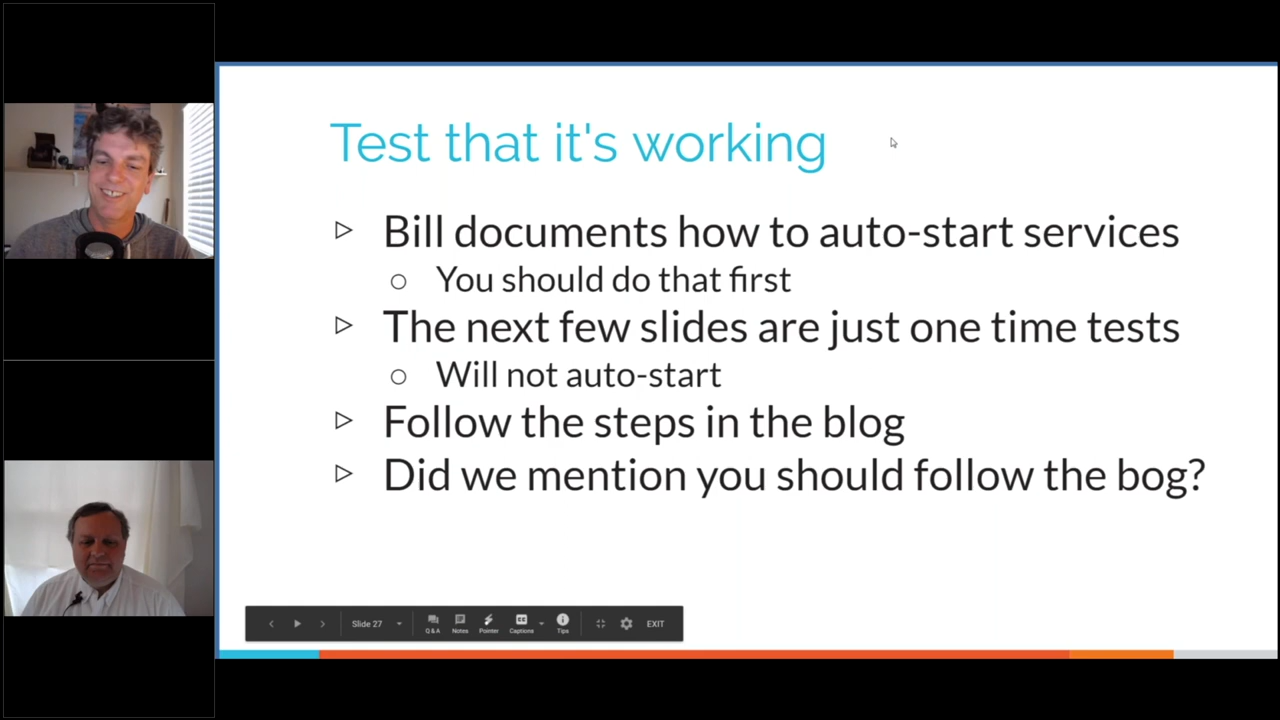 Test that it's working
▷ Bill documents how to auto-start services
○ You should do that first
▷ The next few slides are just one time tests
○ Will not auto-start
▷ Follow the steps in the blog
▷ Did we mention you should follow the bog?
Slide 27
Q & A
Notes
Pointer
CC
Captions
Tips
EXIT